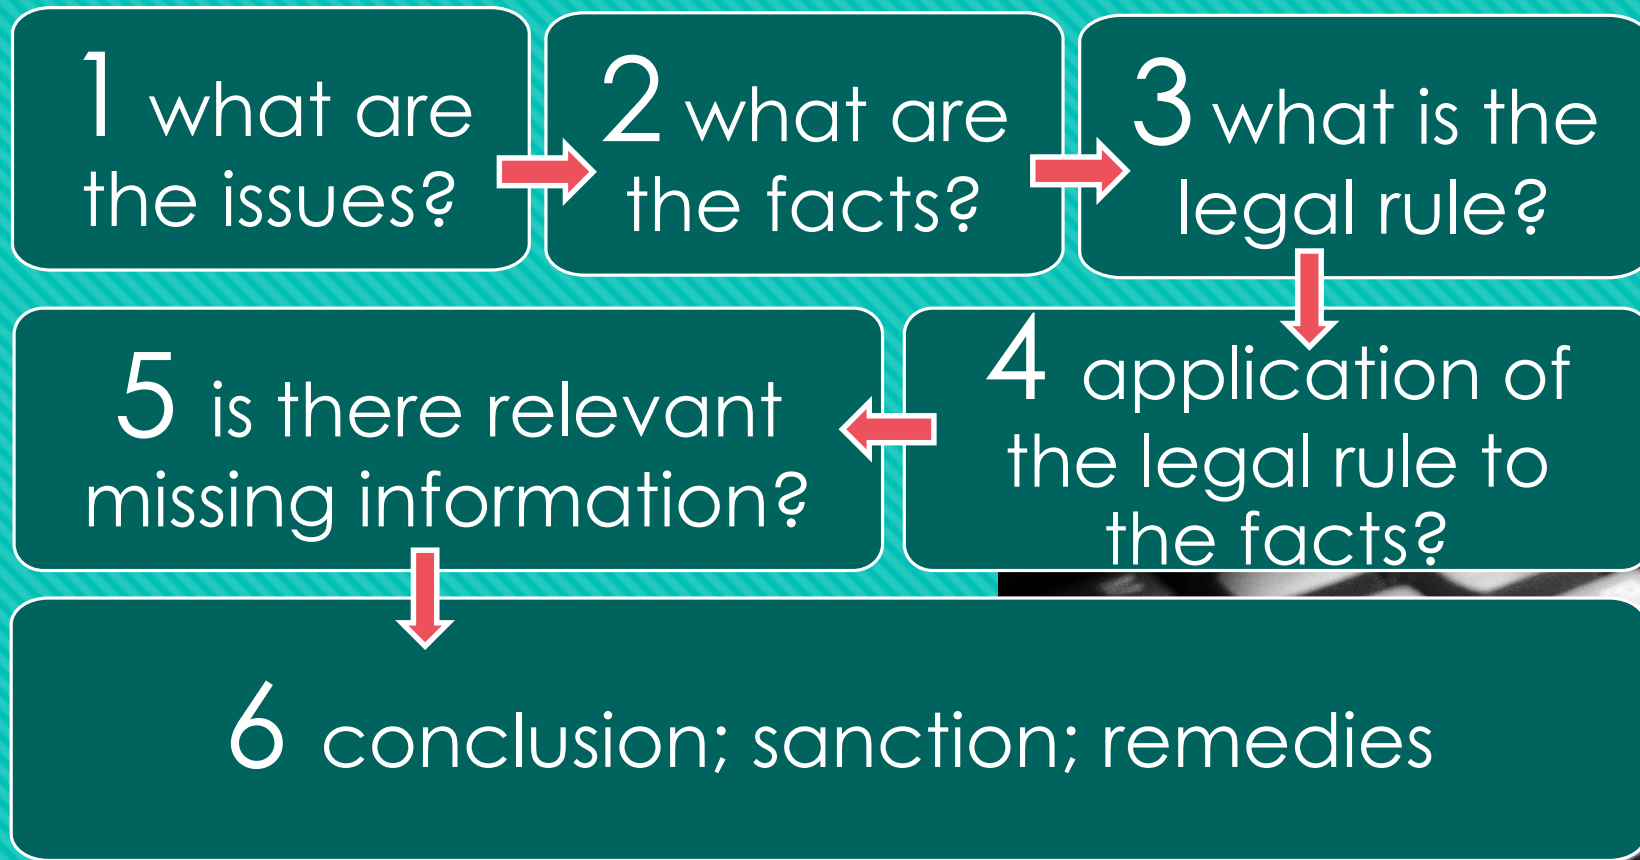 1 what are
the issues?
2 what are
the facts?
3 what is the
legal rule?
4 application of
the legal rule to
the facts?
5 is there relevant
missing information?
6 conclusion; sanction; remedies